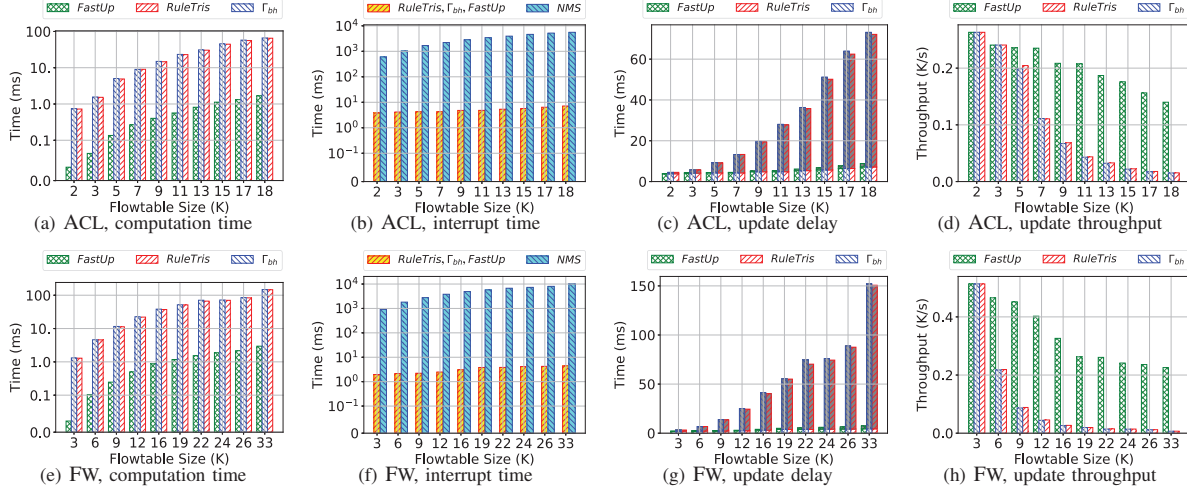 FastUp RuleTris Γbh
Time (ms)
100
10.
1.0
0.1
0.0
2 3 5 7 9 11 13 15 17 18
Flowtable Size (K)
(a) ACL, computation time
RuleTris, Γbh, FastUp NMS
Time (ms)
10^4
10^3
10^2
10^1
10^0
10^−1
0
2 3 5 7 9 11 13 15 17 18
Flowtable Size (K)
(b) ACL, interrupt time
FastUp RuleTris Γbh
Time (ms)
60
40
20
0
2 3 5 7 9 11 13 15 17 18
Flowtable Size (K)
(c) ACL, update delay
FastUp RuleTris Γbh
Throughput (K/s)
0.2
0.1
0.0
2 3 5 7 9 11 13 15 17 18
Flowtable Size (K)
(d) ACL, update throughput
FastUp RuleTris Γbh
Time (ms)
100
10.
1.0
0.1
0.0
3 6 9 12 16 19 22 24 26 33
Flowtable Size (K)
(e) FW, computation time
RuleTris, Γbh, FastUp NMS
Time (ms)
10^4
10^3
10^2
10^1
10^0
10^−1
0
3 6 9 12 16 19 22 24 26 33
Flowtable Size (K)
(f) FW, interrupt time
FastUp RuleTris Γbh
Time (ms)
150
100
50
0
3 6 9 12 16 19 22 24 26 33
Flowtable Size (K)
(g) FW, update delay
FastUp RuleTris Γbh
Throughput (K/s)
0.4
0.2
0.0
3 6 9 12 16 19 22 24 26 33
Flowtable Size (K)
(h) FW, update throughput